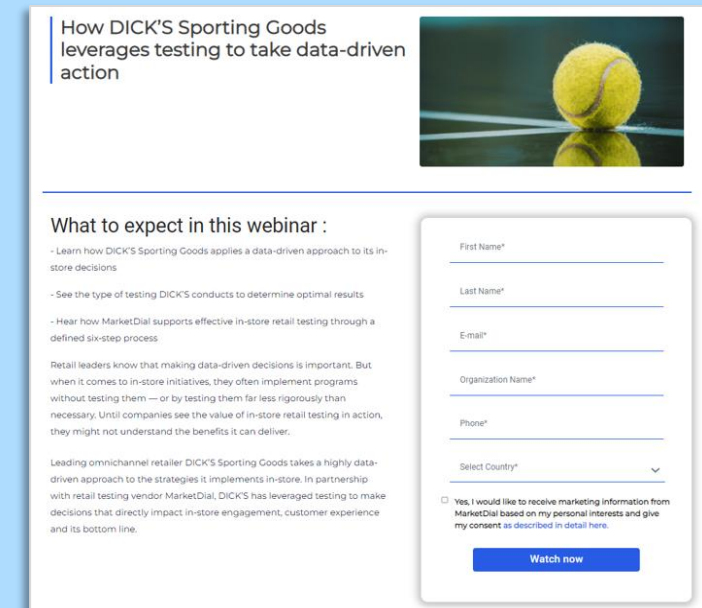 How DICK'S Sporting Goods
leverages testing to take data-driven
action
What to expect in this webinar :
- Learn how DICK'S Sporting Goods applies a data-driven approach to its in-
store decisions
- See the type of testing DICK'S conducts to determine optimal results
- Hear how MarketDial supports effective in-store retail testing through a
defined six-step process
Retail leaders know that making data-driven decisions is important. But
when it comes to in-store initiatives, they often implement programs
without testing them — or by testing them far less rigorously than
necessary. Until companies see the value of in-store retail testing in action,
they might not understand the benefits it can deliver.
Leading omnichannel retailer DICK'S Sporting Goods takes a highly data-
driven approach to the strategies it implements in-store. In partnership
with retail testing vendor MarketDial, DICK'S has leveraged testing to make
decisions that directly impact in-store engagement, customer experience
and its bottom line.
First Name*
Last Name*
E-mail*
Organization Name*
Phone*
Select Country*
Yes, I would like to receive marketing information from
MarketDial based on my personal interests and give
my consent as described in detail here.
Watch now